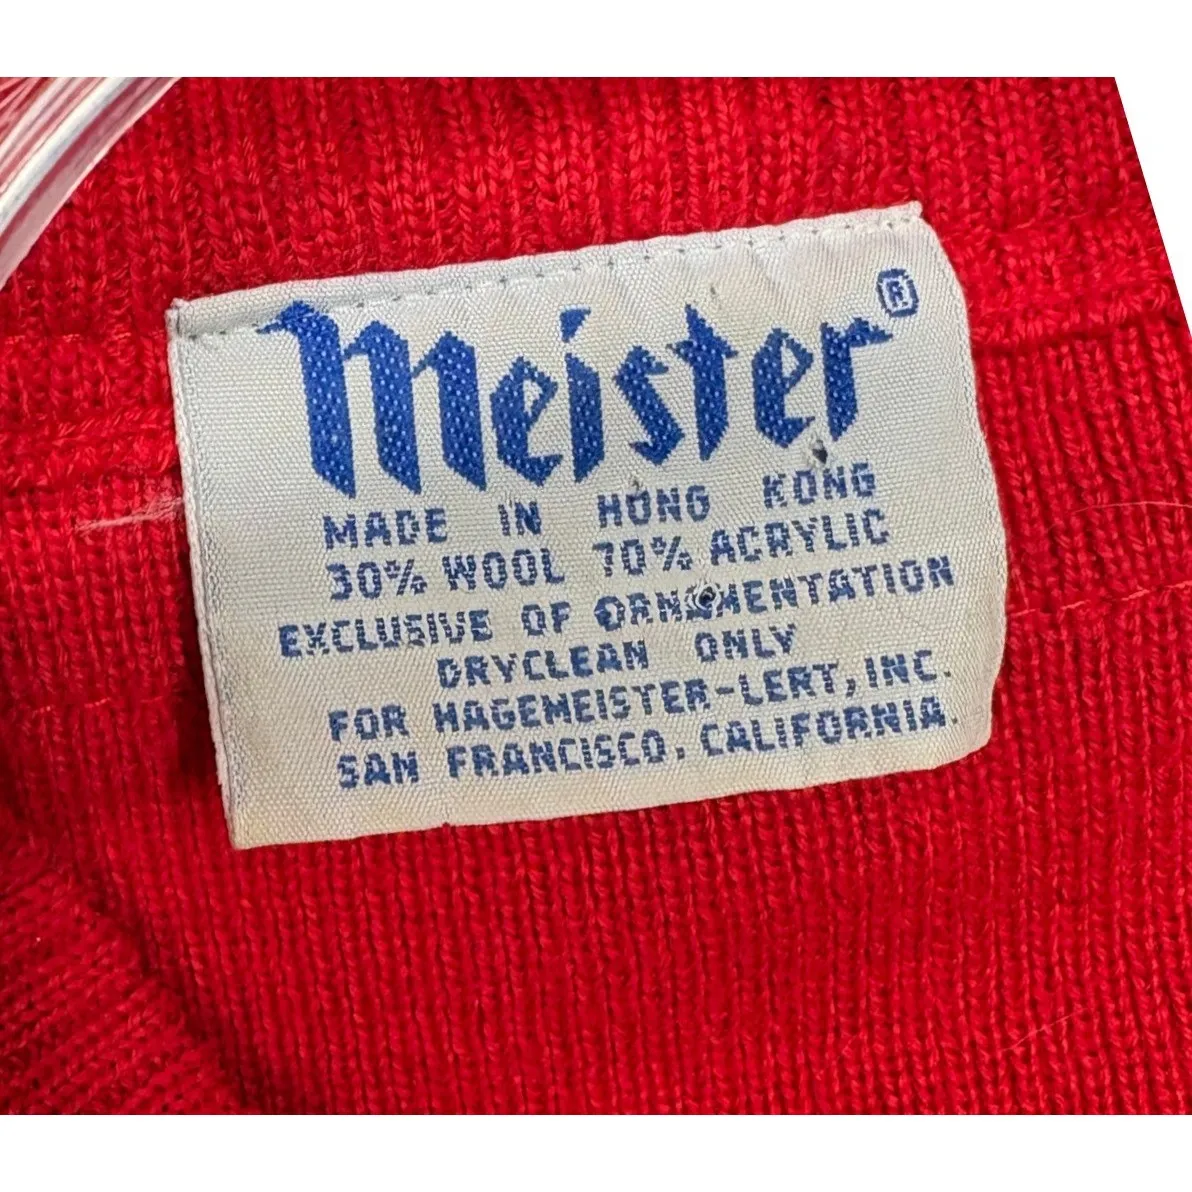 Meister®
MADE IN HONG KONG
30% WOOL 70% ACRYLIC
EXCLUSIVE OF ORNAMENTATION
DRYCLEAN ONLY
FOR HAGEMEISTER-LERT, INC.
SAN FRANCISCO, CALIFORNIA.